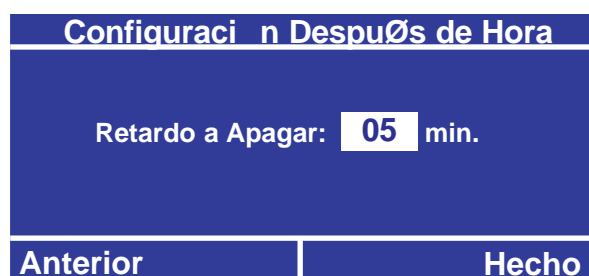 Configuraci n DespuØs de Hora
Retardo a Apagar: 05 min.
Anterior Hecho